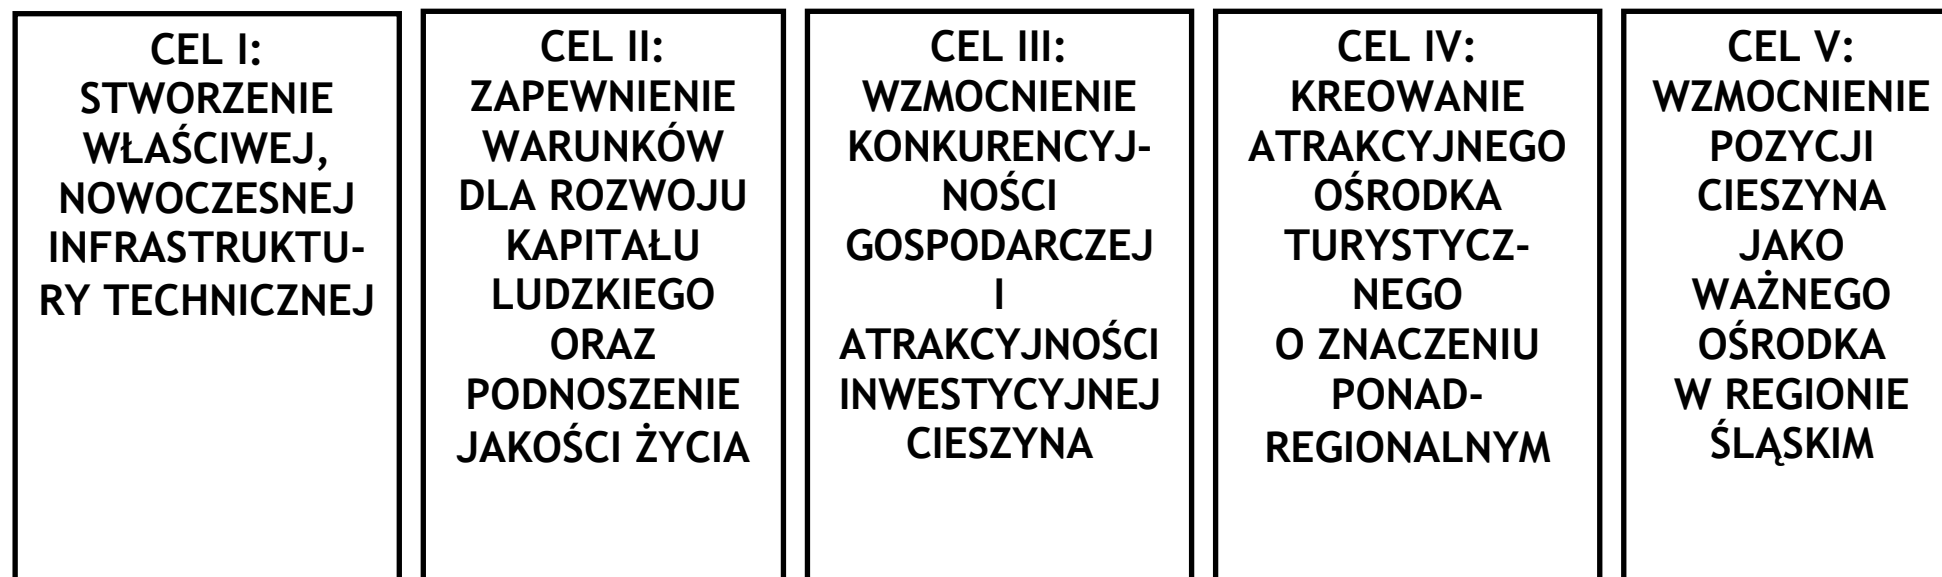 CEL I:
STWORZENIE
WŁAŚCIWEJ,
NOWOCZESNEJ
INFRASTRUKTU-
RY TECHNICZNEJ
CEL II:
ZAPEWNIENIE
WARUNKÓW
DLA ROZWOJU
KAPITAŁU
LUDZKIEGO
ORAZ
PODNOSZENIE
JAKOŚCI ŻYCIA
CEL III:
WZMOCNIENIE
KONKURENCYJ-
NOŚCI
GOSPODARCZEJ
I
ATRAKCYJNOŚCI
INWESTYCYJNEJ
CIESZYNA
CEL IV:
KREOWANIE
ATRAKCYJNEGO
OŚRODKA
TURYSTYCZ-
NEGO
O ZNACZENIU
PONAD-
REGIONALNYM
CEL V:
WZMOCNIENIE
POZYCJI
CIESZYNA
JAKO
WAŻNEGO
OŚRODKA
W REGIONIE
ŚLĄSKIM